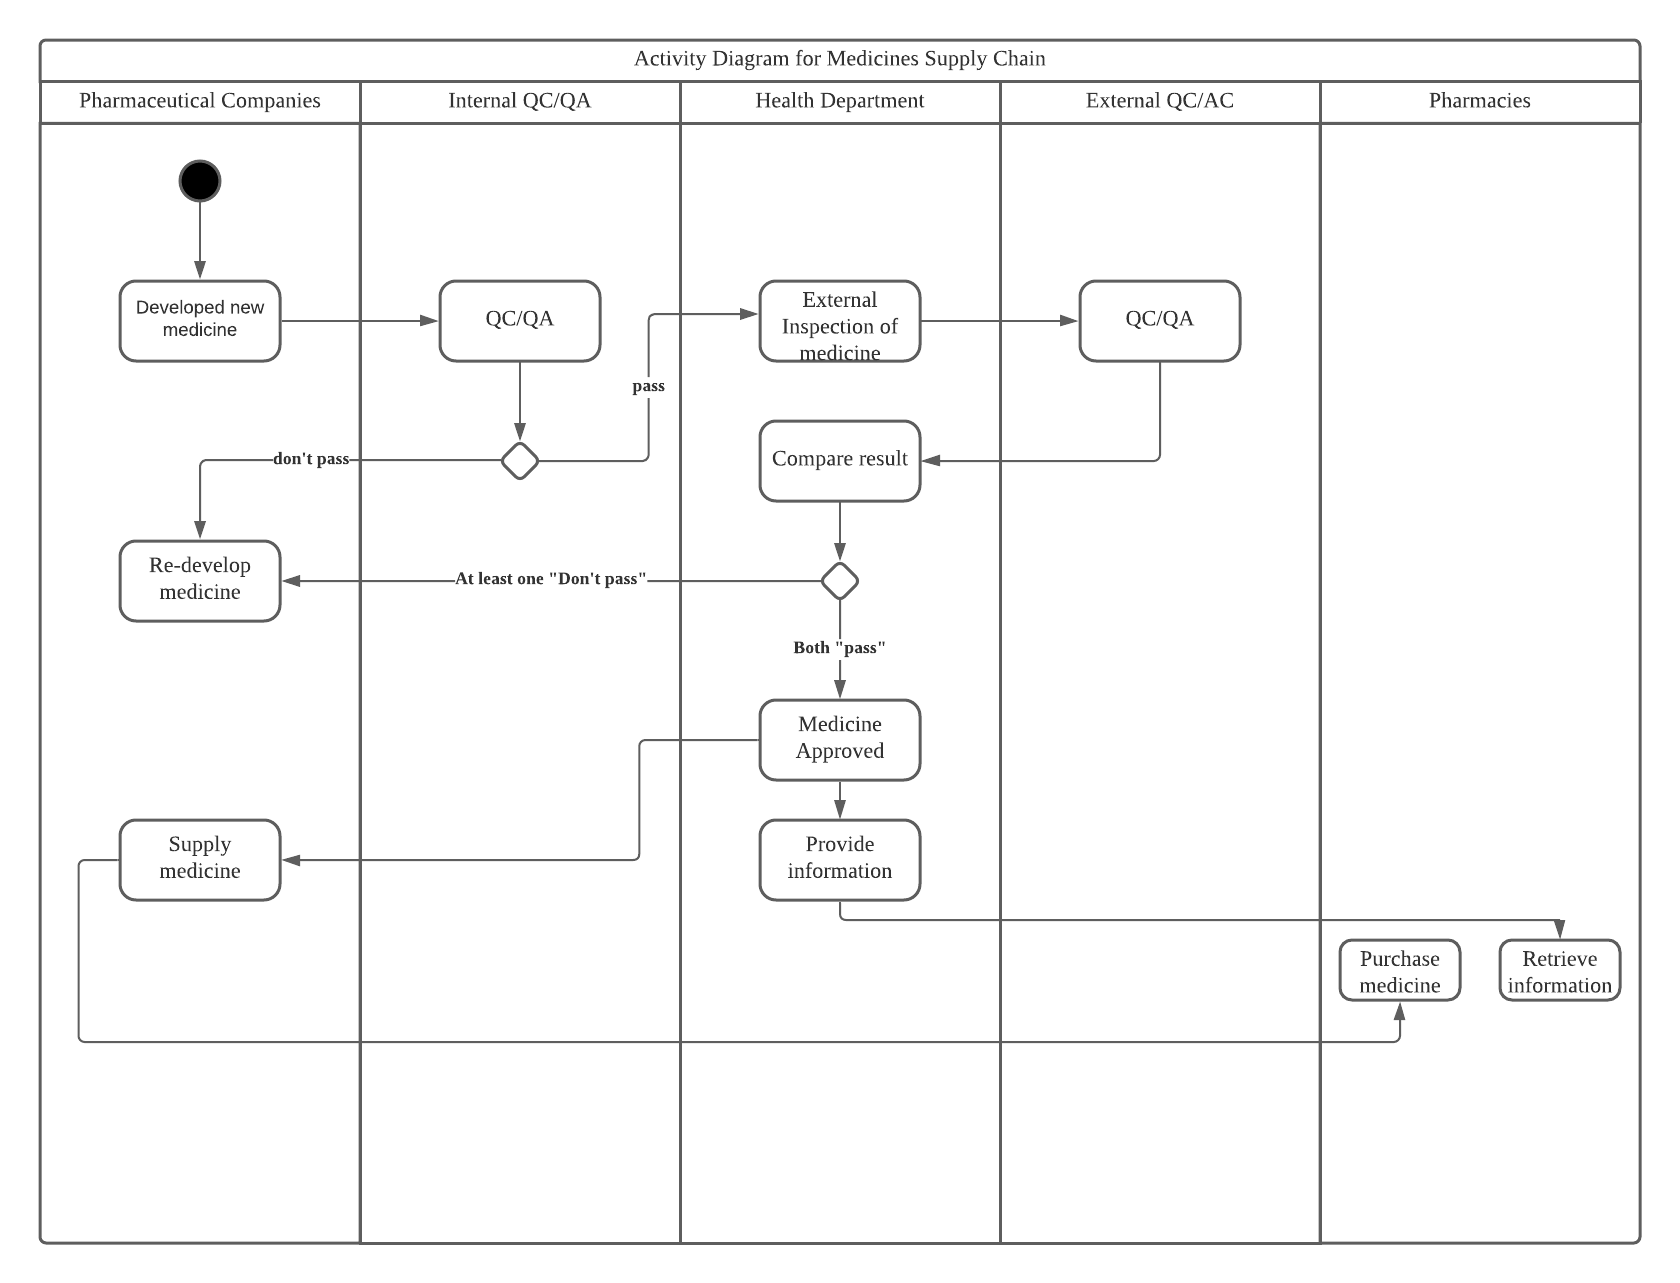 Activity Diagram for Medicines Supply Chain
Pharmaceutical Companies
Internal QC/QA
Health Department
External QC/AC
Pharmacies
Developed new
medicine
QC/QA
External
Inspection of
medicine
QC/QA
pass
don't pass
Compare result
Re-develop
medicine
At least one "Don't pass"
Both "pass"
Medicine
Approved
Supply
medicine
Provide
information
Purchase
medicine
Retrieve
information